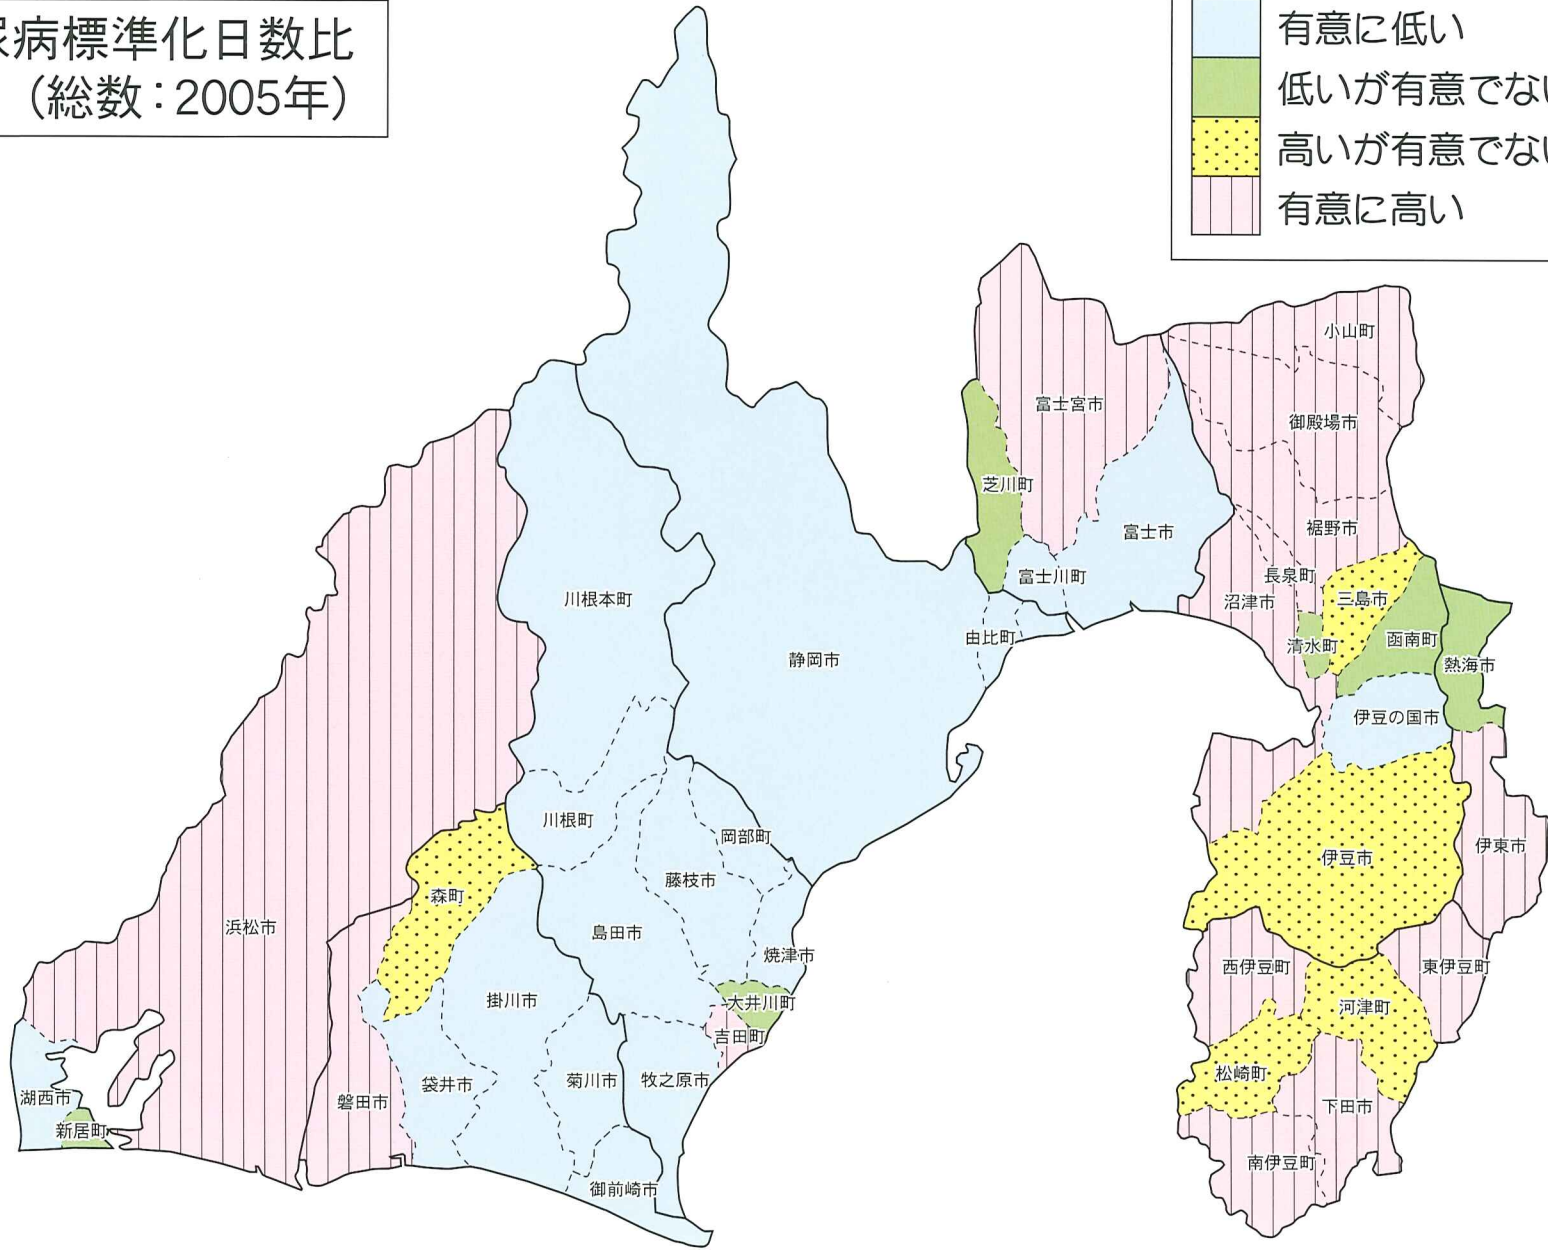 尿病標準化日数比
（総数：2005年）
有意に低い
低いが有意でない
高いが有意でない
有意に高い
小山町
富士宮市
御殿場市
芝川町
裾野市
富士市
長泉町
富士川町
川根本町
沼津市
三島市
由比町
清水町
函南町
静岡市
熱海市
伊豆の国市
川根町
岡部町
伊東市
伊豆市
藤枝市
森町
浜松市
島田市
焼津市
西伊豆町
東伊豆町
掛川市
大井川町
河津町
吉田町
松崎町
菊川市
牧之原市
袋井市
湖西市
磐田市
下田市
新居町
南伊豆町
御前崎市